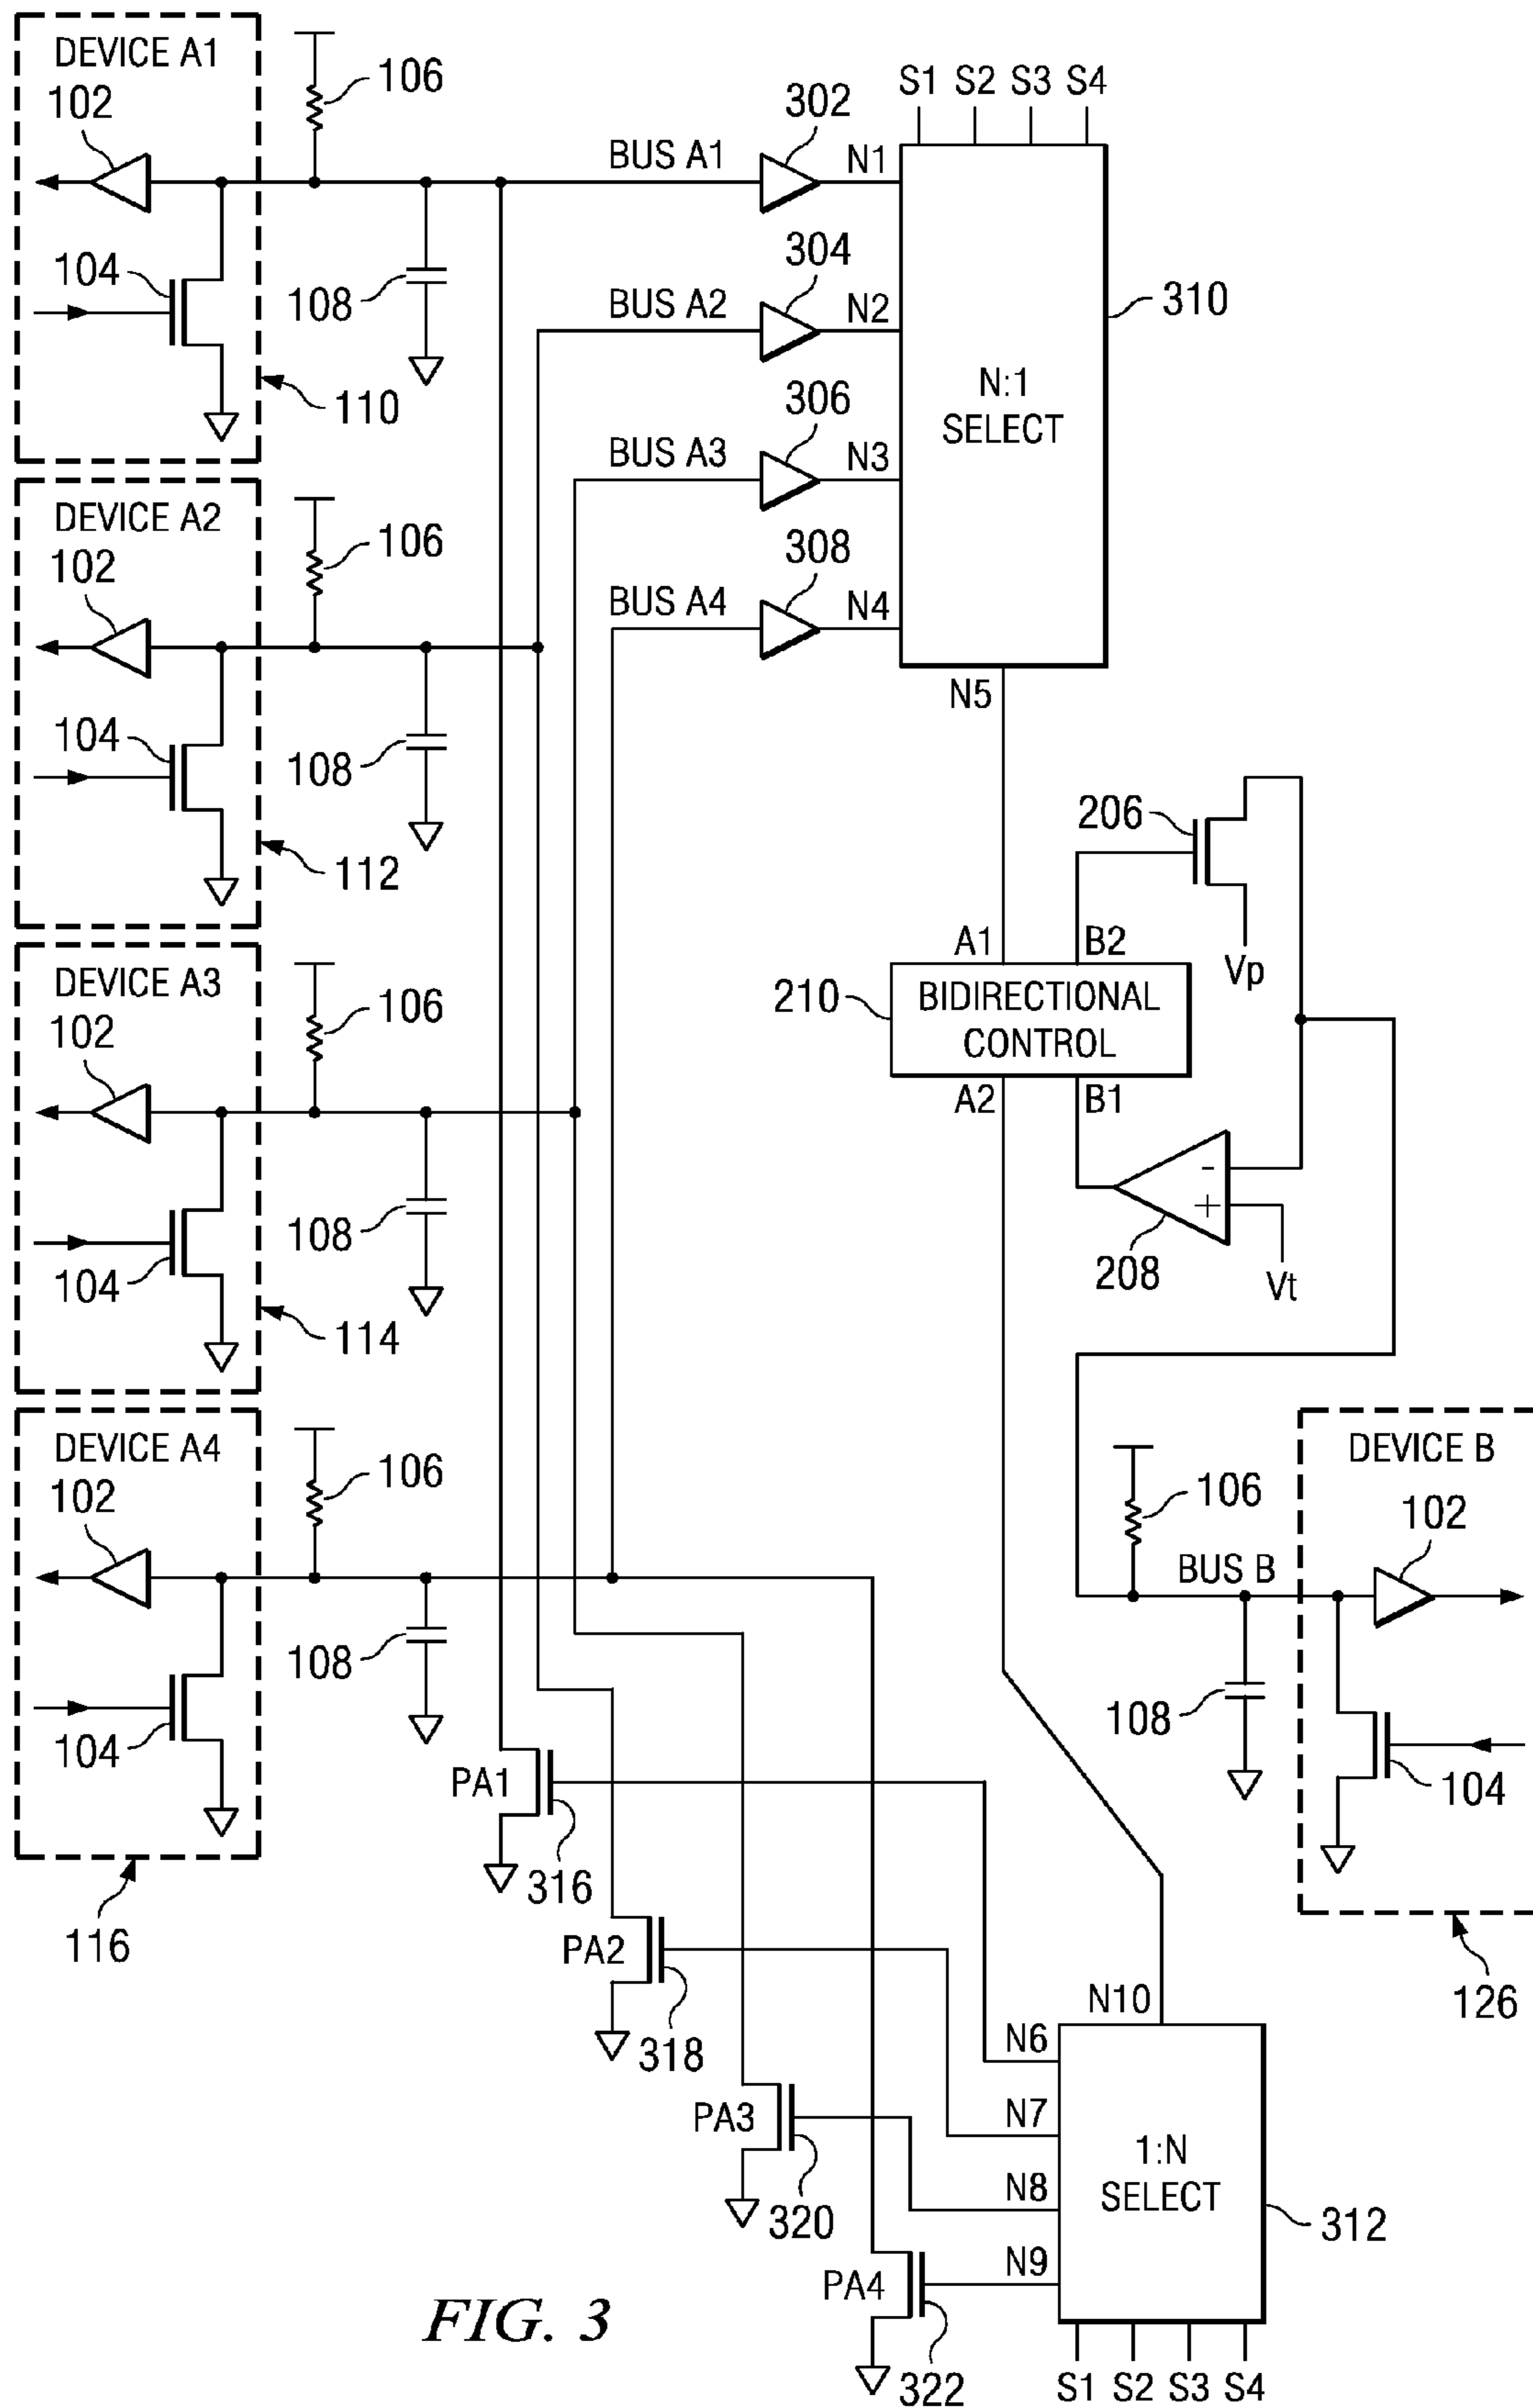 DEVICE A1
102
104
106
108
110
DEVICE A2
102
104
106
108
112
DEVICE A3
102
104
106
108
114
DEVICE A4
102
104
106
108
116
BUS A1
302
N1
BUS A2
304
N2
BUS A3
306
N3
BUS A4
308
N4
S1 S2 S3 S4
N:1
SELECT
310
N5
206
Vp
A1
B2
210
BIDIRECTIONAL
CONTROL
A2
B1
-
+
208
Vt
DEVICE B
106
102
BUS B
108
104
126
PA1
316
PA2
318
PA3
320
PA4
322
N10
N6
N7
N8
N9
1:N
SELECT
312
S1 S2 S3 S4
FIG. 3